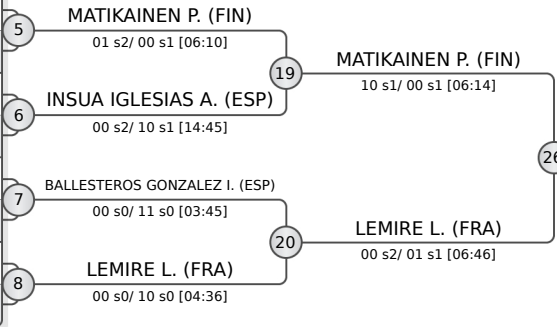 MATIKAINEN P. (FIN)
5
01 s2/ 00 s1 [06:10]
MATIKAINEN P. (FIN)
19
10 s1/ 00 s1 [06:14]
INSUA IGLESIAS A. (ESP)
6
00 s2/ 10 s1 [14:45]
26
BALLESTEROS GONZALEZ I. (ESP)
7
00 s0/ 11 s0 [03:45]
LEMIRE L. (FRA)
20
00 s2/ 01 s1 [06:46]
LEMIRE L. (FRA)
8
00 s0/ 10 s0 [04:36]